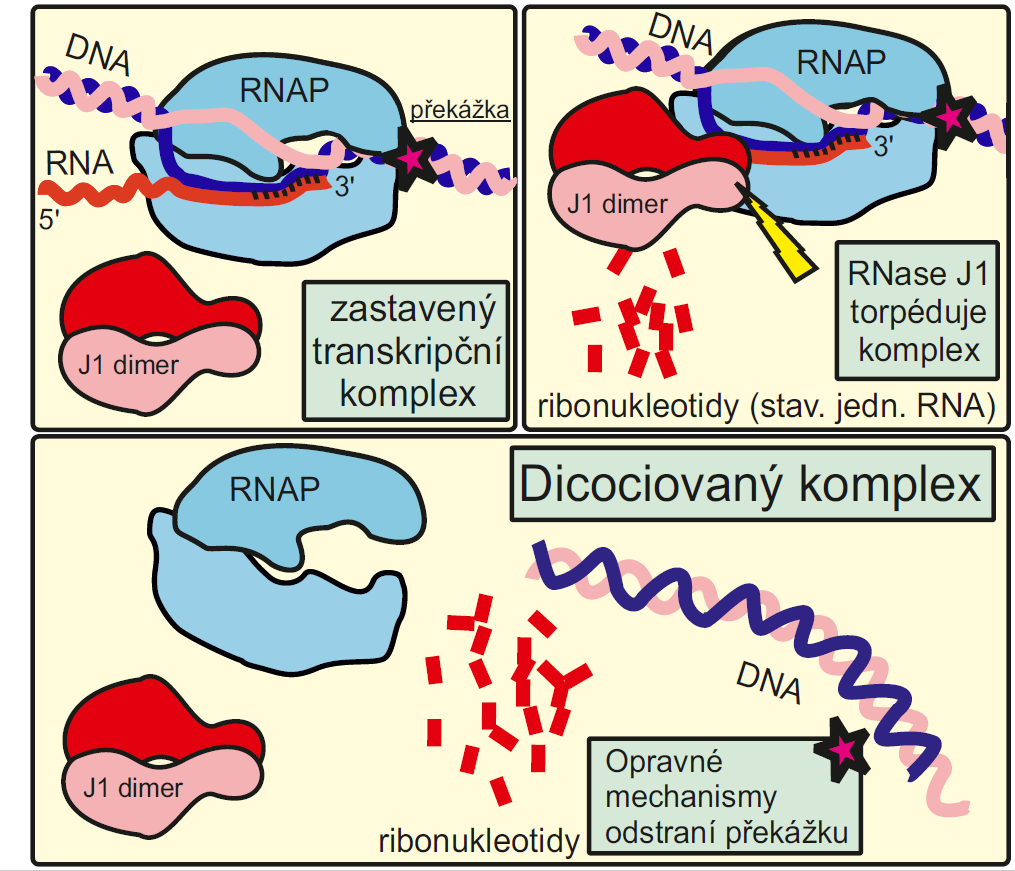 DNA
RNAP
překážka
RNA
3'
5'
J1 dimer
zastavený
transkripční
komplex
DNA
RNAP
3'
J1 dimer
RNase J1
torpéduje
komplex
ribonukleotidy (stav. jedn. RNA)
RNAP
Dicociovaný komplex
DNA
J1 dimer
Opravné
mechanismy
odstraní překážku
ribonukleotidy